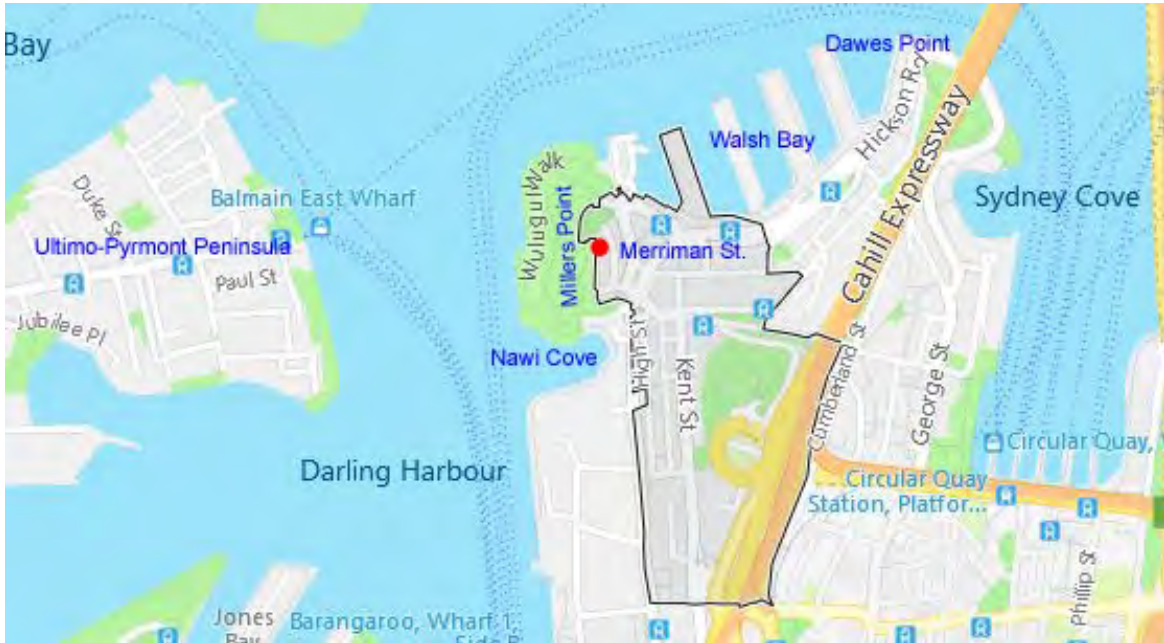 Bay
Dawes Point
Hickson Rd
Cahill Expressway
Walsh Bay
Sydney Cove
Duke St
Balmain East Wharf
Wulugul Walk
Millers Point
Ultimo-Pyrmont Peninsula
Merriman St.
Paul St
Jubilee Pl
High St
Nawi Cove
Kent St
Cumberland St
George St
Darling Harbour
Circular Quay,
Circular Quay
Station, Platfor...
Phillip St
Jones
Bay
Barangaroo, Wharf 1,